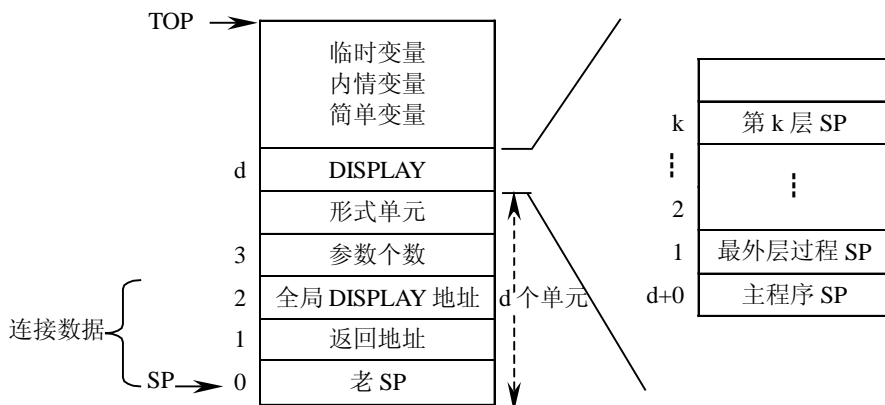 TOP
临时变量
内情变量
简单变量
d DISPLAY
形式单元
3 参数个数
2 全局 DISPLAY 地址
1 返回地址
SP 0 老 SP
连接数据
d 个单元
k 第 k 层 SP
2
1 最外层过程 SP
d+0 主程序 SP